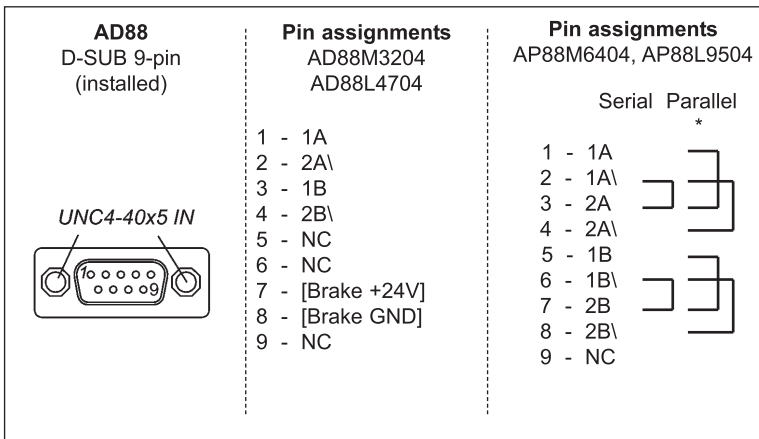 AD88
D-SUB 9-pin
(installed)
UNC4-40x5 IN
1
9
Pin assignments
AD88M3204
AD88L4704
1 - 1A
2 - 2A\
3 - 1B
4 - 2B\
5 - NC
6 - NC
7 - [Brake +24V]
8 - [Brake GND]
9 - NC
Pin assignments
AP88M6404, AP88L9504
Serial Parallel
*
1 - 1A
2 - 1A\
3 - 2A
4 - 2A\
5 - 1B
6 - 1B\
7 - 2B
8 - 2B\
9 - NC